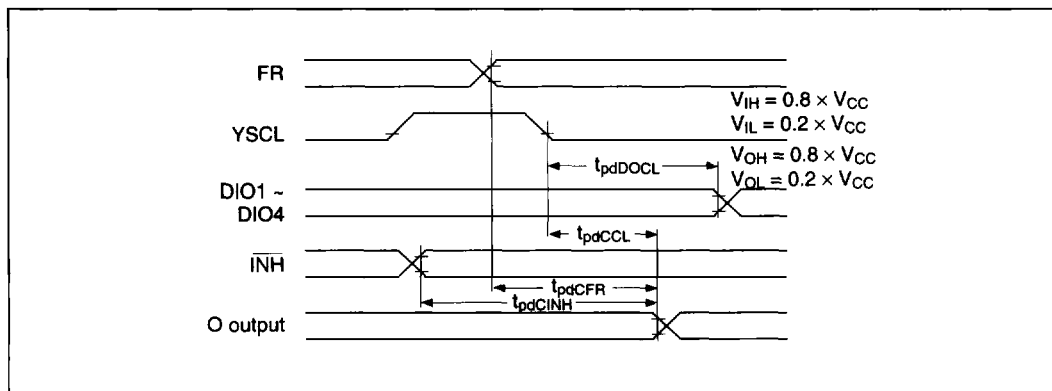 FR
V_IH = 0.8 × V_CC
YSCL
V_IL = 0.2 × V_CC
t_pdDOCL
V_OH = 0.8 × V_CC
V_OL = 0.2 × V_CC
DIO1 ~
DIO4
t_pdCCL
INH
t_pdCFR
t_pdCINH
O output